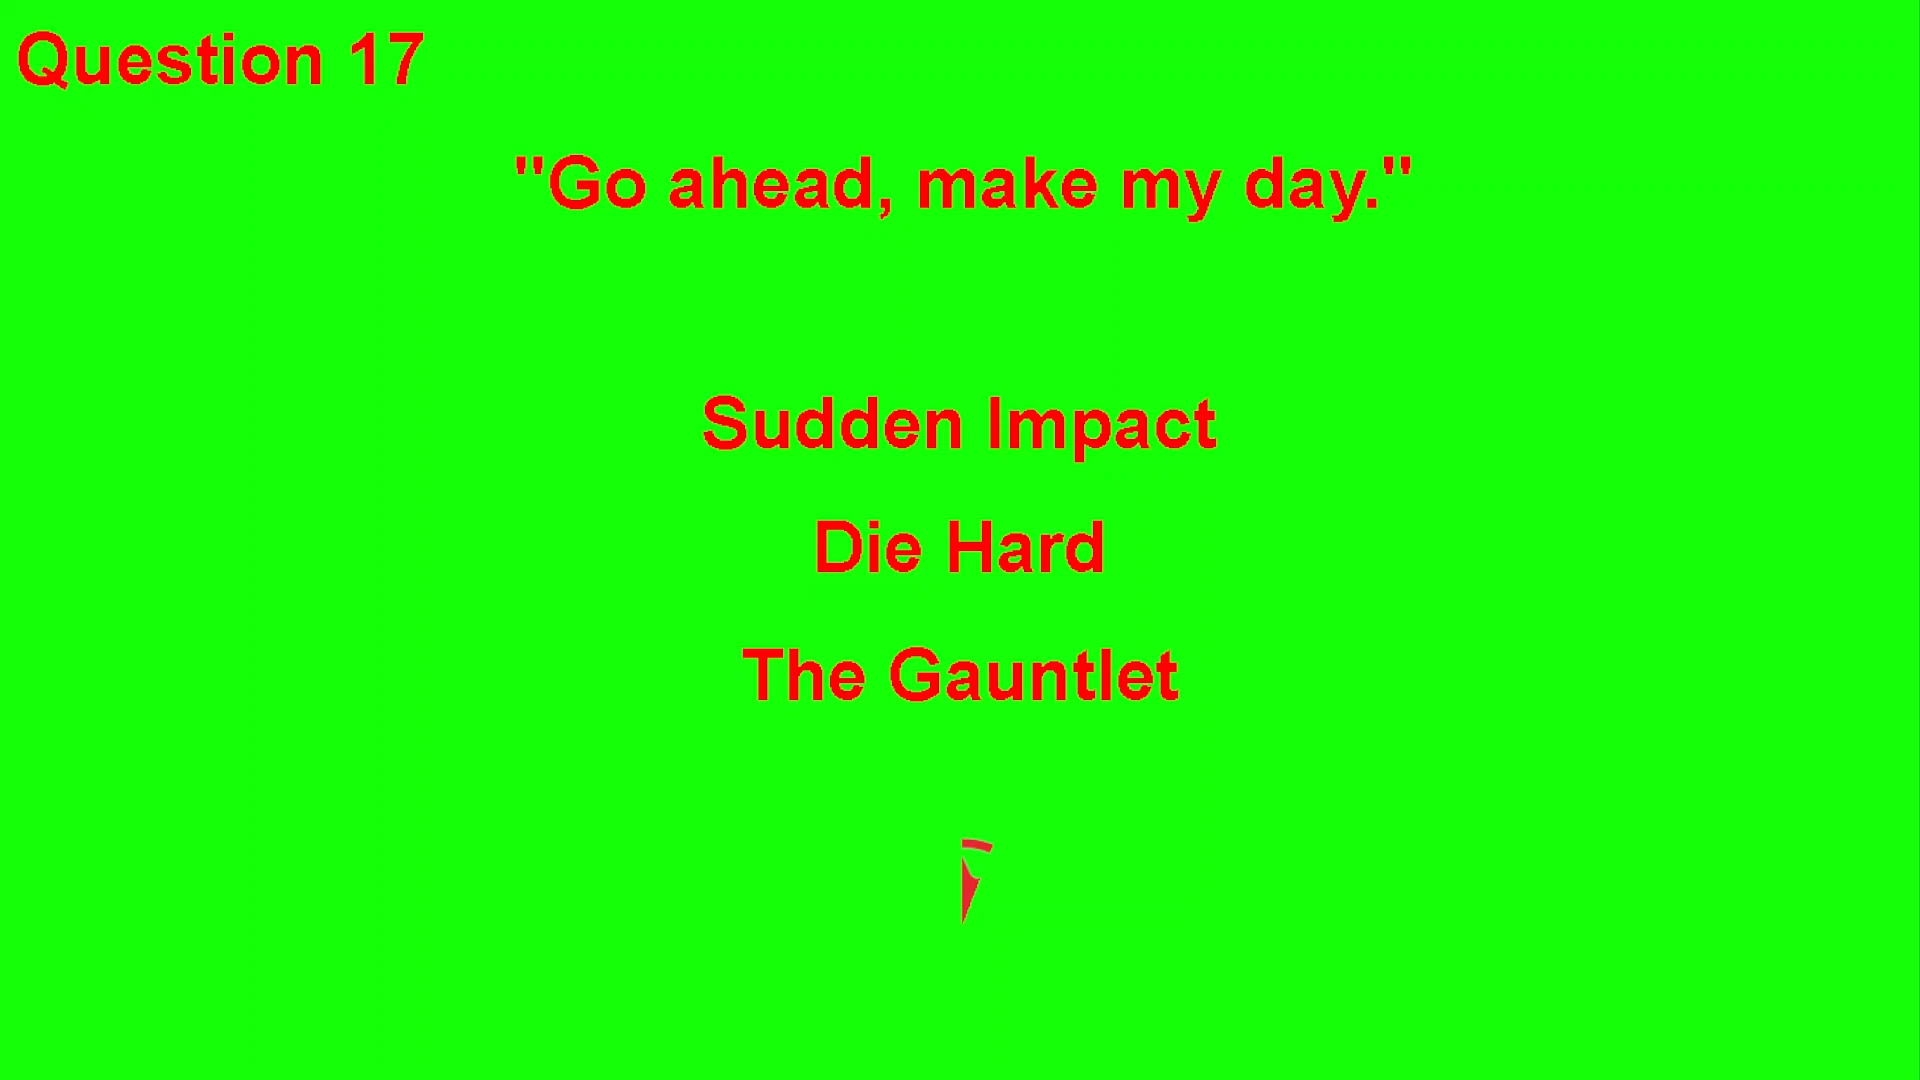 Question 17
"Go ahead, make my day."
Sudden Impact
Die Hard
The Gauntlet